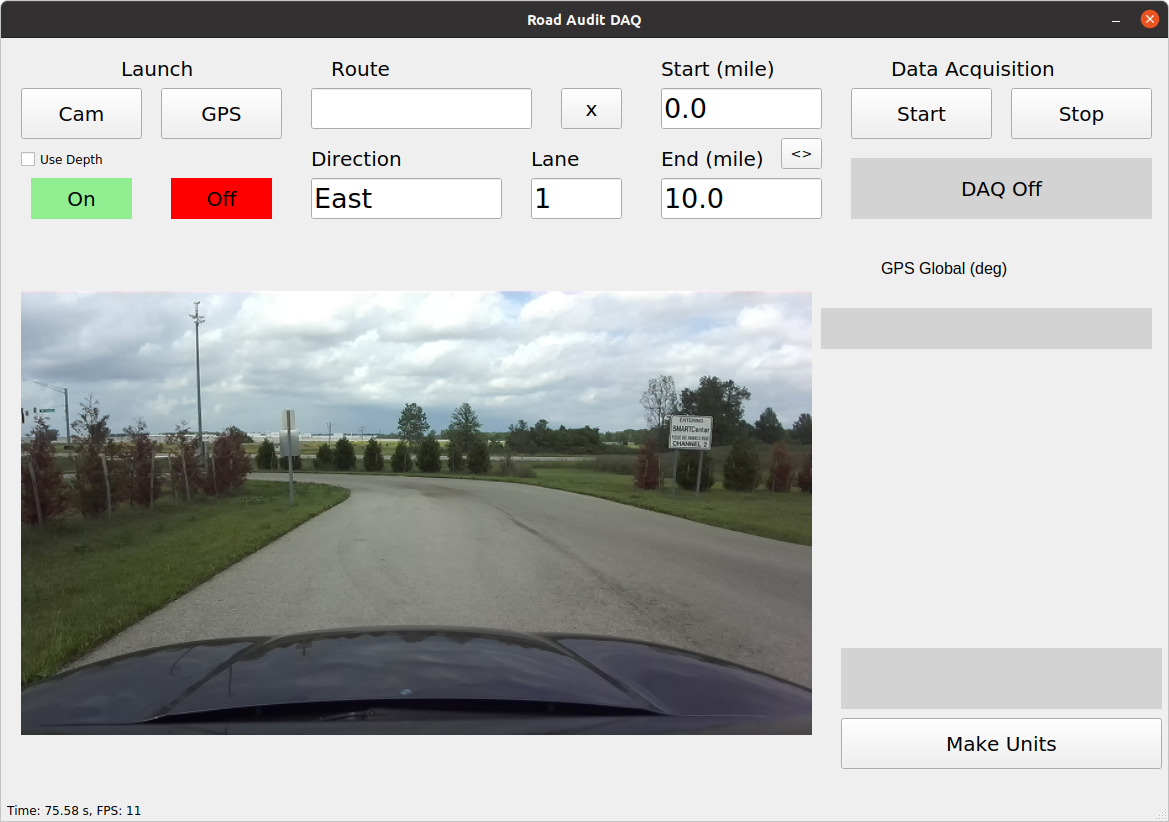 Road Audit DAQ
Launch
Route
Start (mile)
Data Acquisition
Cam
GPS
x
0.0
Start
Stop
Use Depth
Direction
Lane
End (mile)
<>
On
Off
East
1
10.0
DAQ Off
GPS Global (deg)
ENTERING
SMARTCenter
CHANNEL 2
Make Units
Time: 75.58 s, FPS: 11